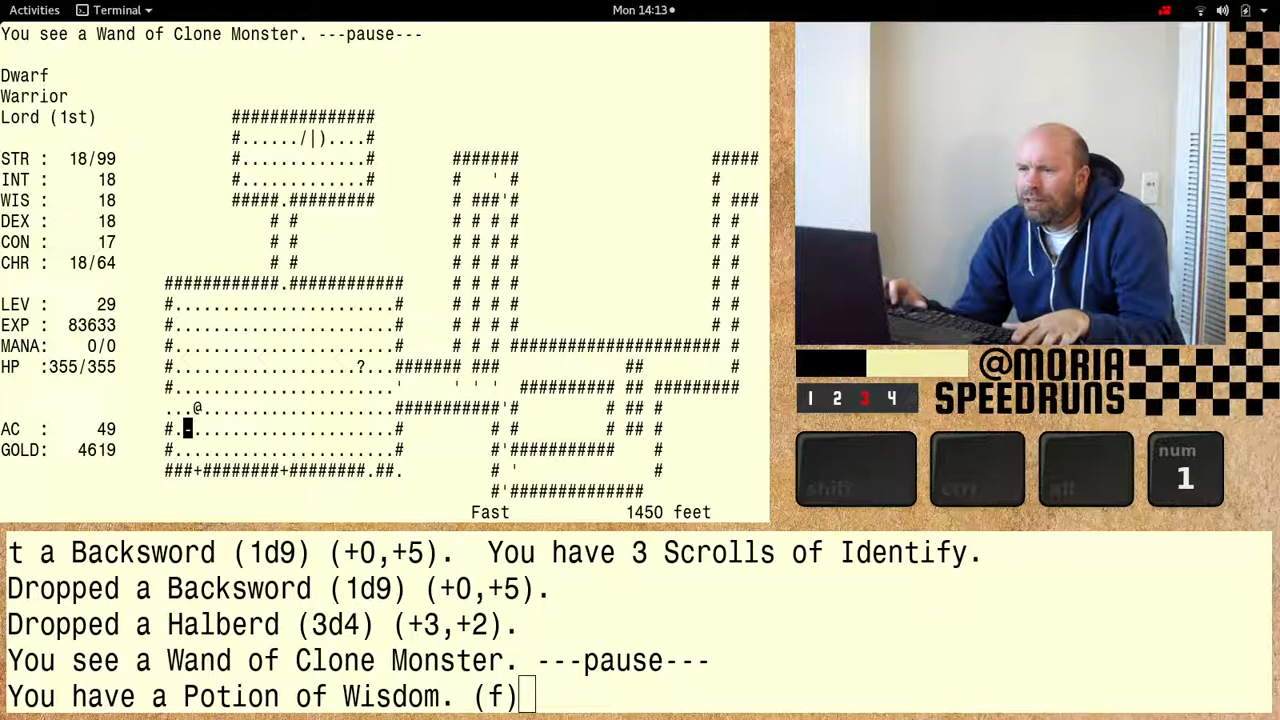 Activities Terminal Mon 14:13
You see a Wand of Clone Monster. ---pause---
Dwarf
Warrior
Lord (1st)
STR : 18/99
INT : 18
WIS : 18
DEX : 18
CON : 17
CHR : 18/64
LEV : 29
EXP : 83633
MANA: 0/0
HP :355/355
AC : 49
GOLD: 4619
Fast 1450 feet
@MORIA
SPEEDRUNS
1 2 3 4
shift
ctrl
alt
num
1
t a Backsword (1d9) (+0,+5).  You have 3 Scrolls of Identify.
Dropped a Backsword (1d9) (+0,+5).
Dropped a Halberd (3d4) (+3,+2).
You see a Wand of Clone Monster. ---pause---
You have a Potion of Wisdom. (f)